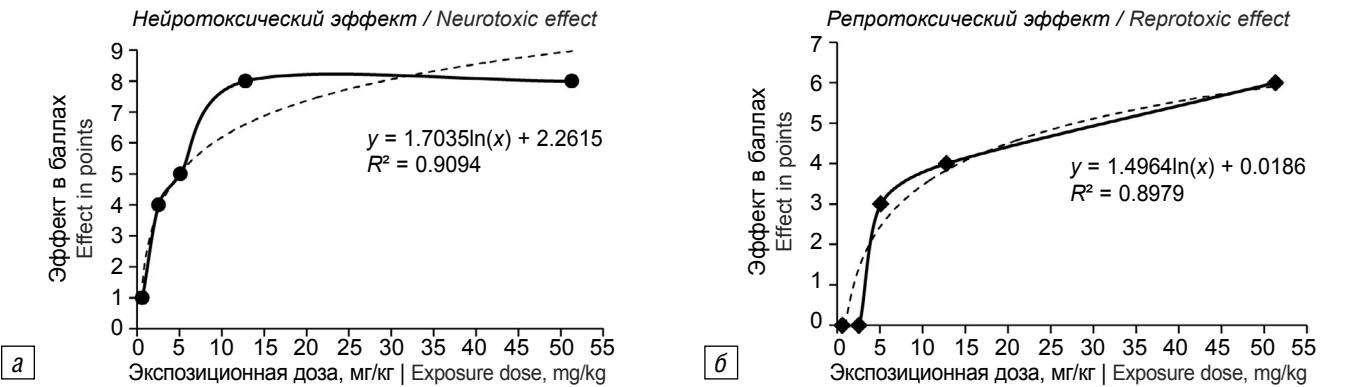 Нейротоксический эффект / Neurotoxic effect
Эффект в баллах
Effect in points
9
8
7
6
5
4
3
2
1
0
y = 1.7035ln(x) + 2.2615
R² = 0.9094
0 5 10 15 20 25 30 35 40 45 50 55
Экспозиционная доза, мг/кг | Exposure dose, mg/kg
а
Репротоксический эффект / Reprotoxic effect
Эффект в баллах
Effect in points
7
6
5
4
3
2
1
0
y = 1.4964ln(x) + 0.0186
R² = 0.8979
0 5 10 15 20 25 30 35 40 45 50 55
Экспозиционная доза, мг/кг | Exposure dose, mg/kg
б